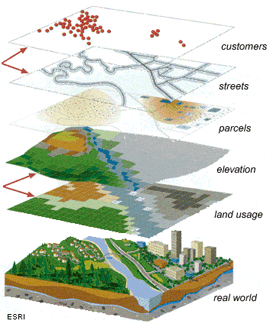 customers
streets
parcels
elevation
land usage
real world
ESRI